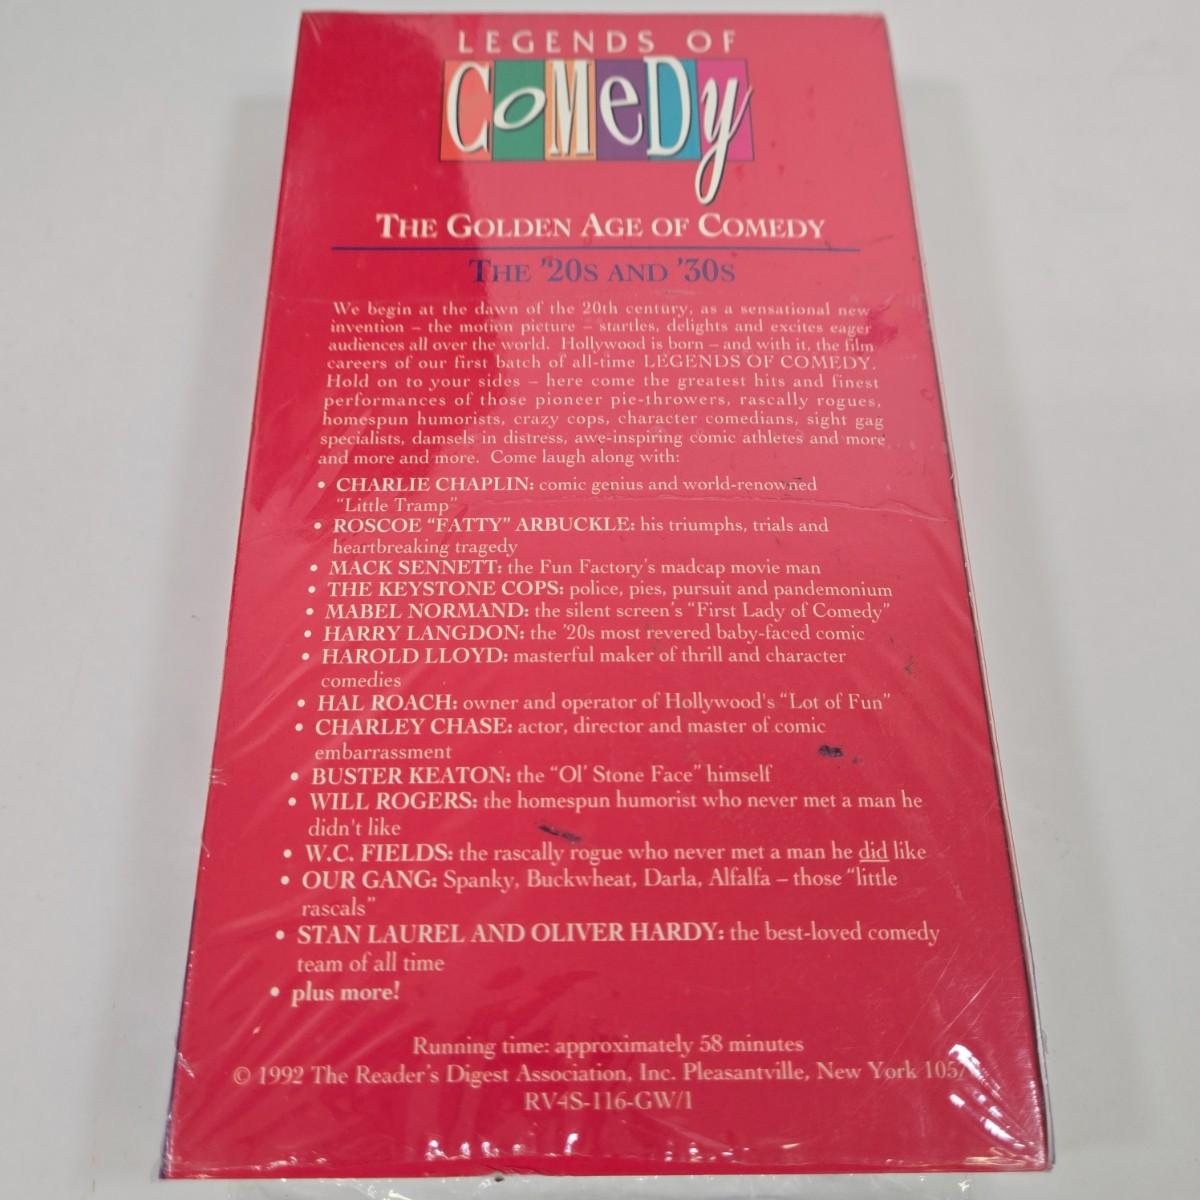 LEGENDS OF
COMEDY
THE GOLDEN AGE OF COMEDY
THE '20S AND '30S
We begin at the dawn of the 20th century, as a sensational new
invention – the motion picture – startles, delights and excites eager
audiences all over the world. Hollywood is born – and with it, the film
careers of our first batch of all-time LEGENDS OF COMEDY.
Hold on to your sides – here come the greatest hits and finest
performances of those pioneer pie-throwers, rascally rogues,
homespun humorists, crazy cops, character comedians, sight gag
specialists, damsels in distress, awe-inspiring comic athletes and more
and more and more. Come laugh along with:
• CHARLIE CHAPLIN: comic genius and world-renowned
"Little Tramp"
• ROSCOE "FATTY" ARBUCKLE: his triumphs, trials and
heartbreaking tragedy
• MACK SENNETT: the Fun Factory's madcap movie man
• THE KEYSTONE COPS: police, pies, pursuit and pandemonium
• MABEL NORMAND: the silent screen's "First Lady of Comedy"
• HARRY LANGDON: the '20s most revered baby-faced comic
• HAROLD LLOYD: masterful maker of thrill and character
comedies
• HAL ROACH: owner and operator of Hollywood's "Lot of Fun"
• CHARLEY CHASE: actor, director and master of comic
embarrassment
• BUSTER KEATON: the "Ol' Stone Face" himself
• WILL ROGERS: the homespun humorist who never met a man he
didn't like
• W.C. FIELDS: the rascally rogue who never met a man he did like
• OUR GANG: Spanky, Buckwheat, Darla, Alfalfa – those "little
rascals"
• STAN LAUREL AND OLIVER HARDY: the best-loved comedy
team of all time
• plus more!
Running time: approximately 58 minutes
© 1992 The Reader's Digest Association, Inc. Pleasantville, New York
RV4S-116-GW/1